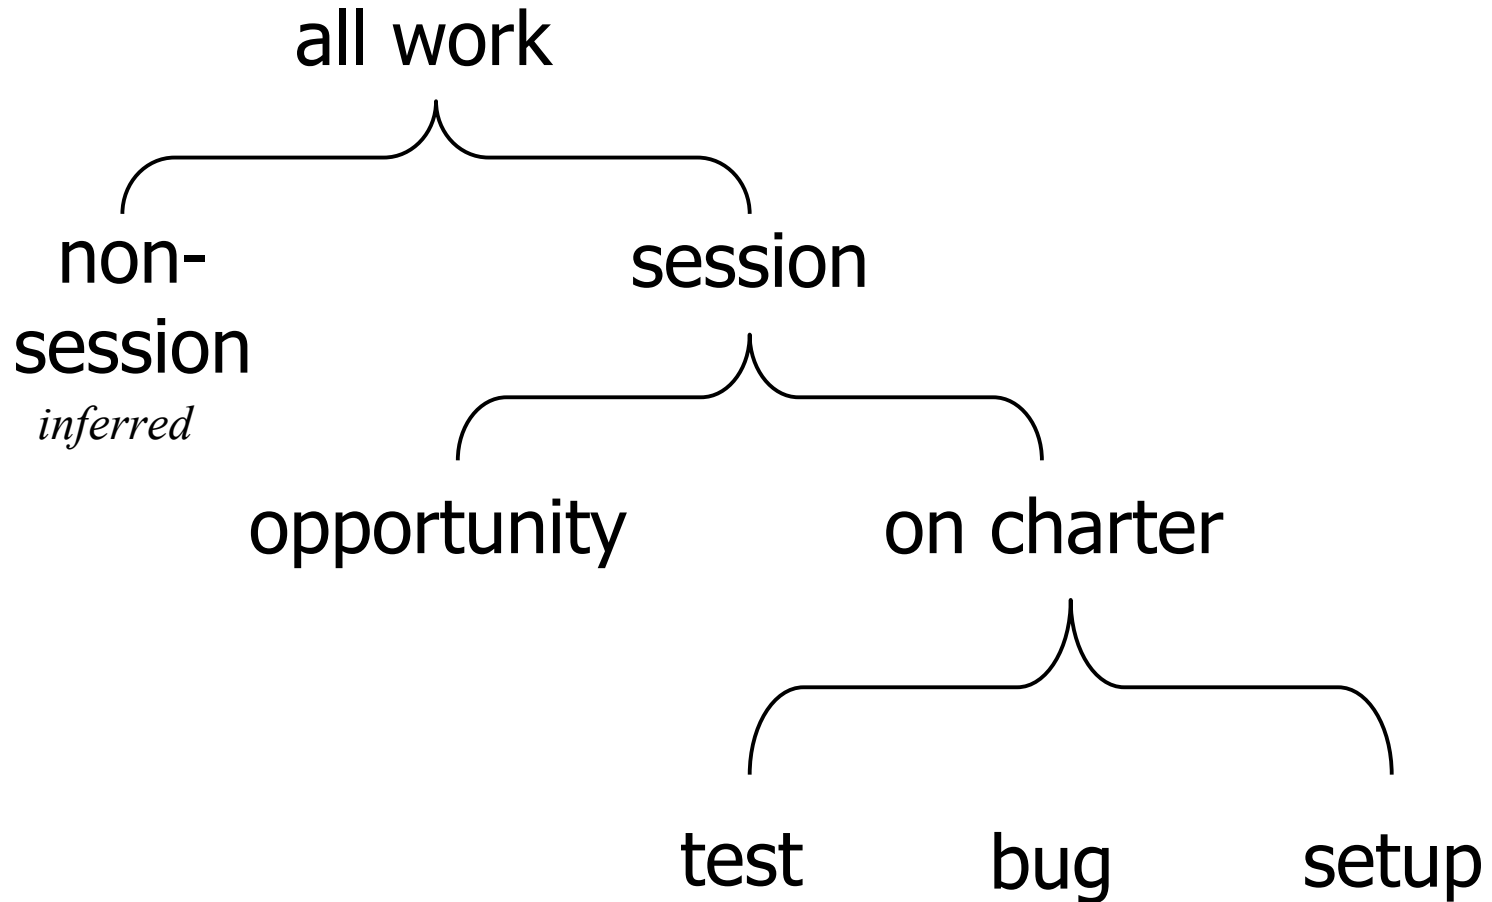 all work
non-
session
inferred
session
opportunity
on charter
test
bug
setup